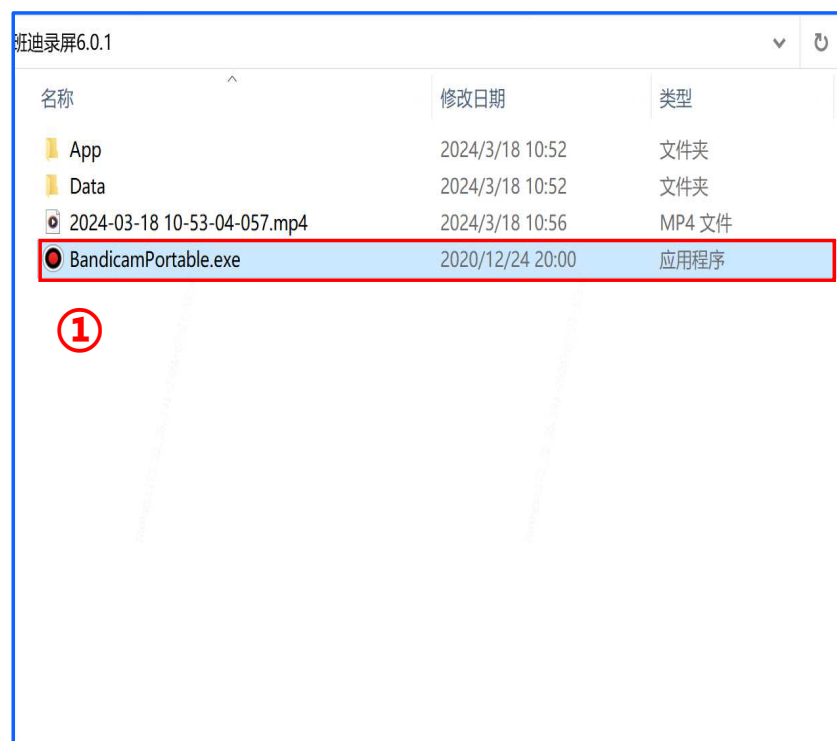 班迪录屏6.0.1
名称 修改日期 类型
App 2024/3/18 10:52 文件夹
Data 2024/3/18 10:52 文件夹
2024-03-18 10-53-04-057.mp4 2024/3/18 10:56 MP4 文件
BandicamPortable.exe 2020/12/24 20:00 应用程序
①